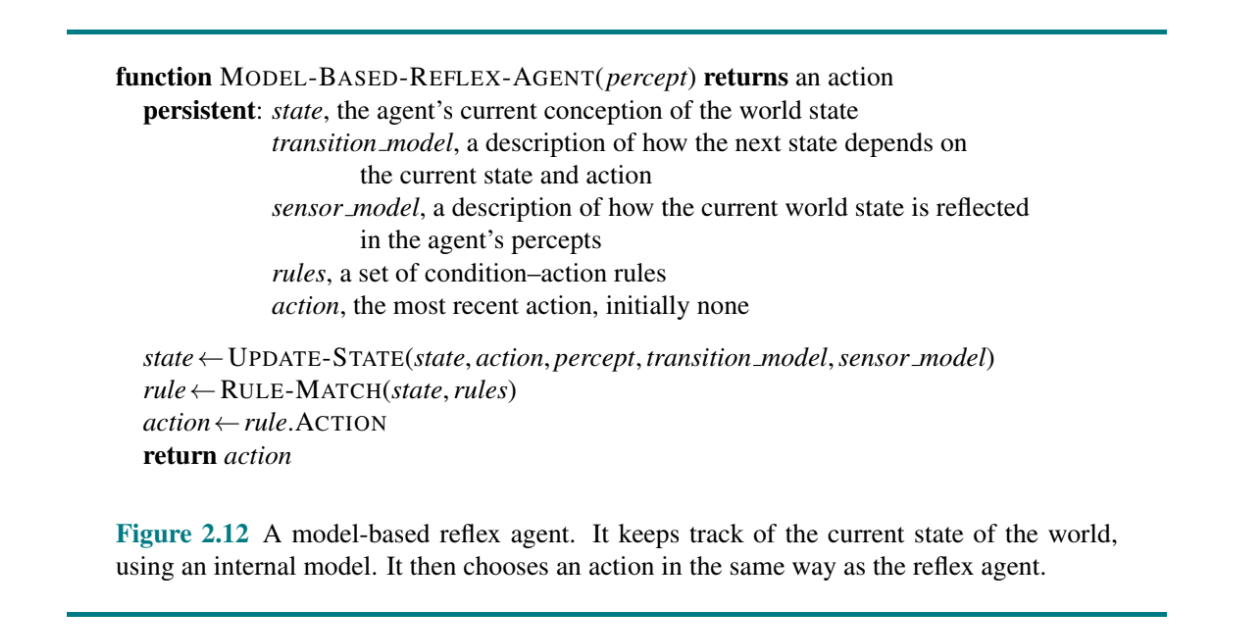 function MODEL-BASED-REFLEX-AGENT(percept) returns an action
persistent: state, the agent’s current conception of the world state
transition_model, a description of how the next state depends on
the current state and action
sensor_model, a description of how the current world state is reflected
in the agent’s percepts
rules, a set of condition–action rules
action, the most recent action, initially none
state ← UPDATE-STATE(state, action, percept, transition_model, sensor_model)
rule ← RULE-MATCH(state, rules)
action ← rule.ACTION
return action
Figure 2.12 A model-based reflex agent. It keeps track of the current state of the world,
using an internal model. It then chooses an action in the same way as the reflex agent.